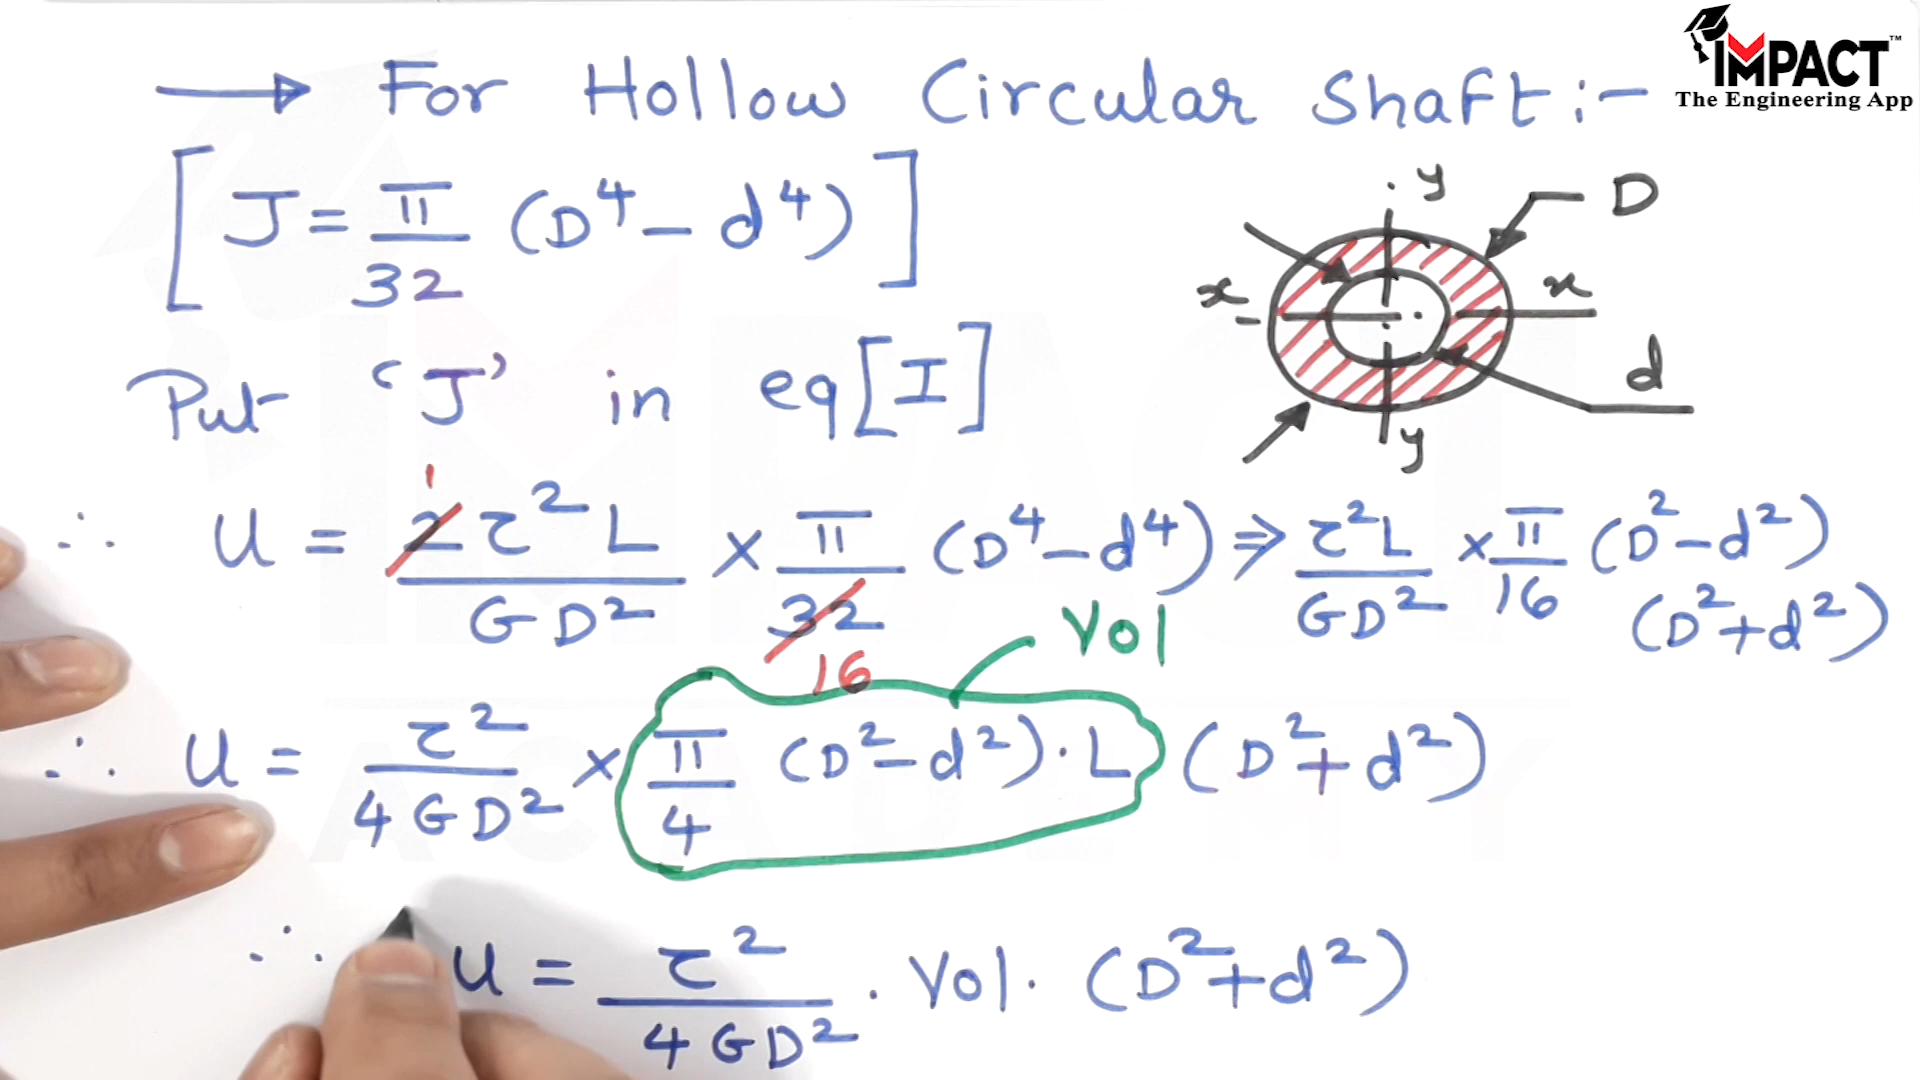 → For Hollow Circular Shaft:-
IMPACT™
The Engineering App
[J = π/32 (D⁴ - d⁴)]
y
D
x
x
d
y
Put 'J' in eq[I]
∴ U = 2τ²L/GD² × π/32 (D⁴ - d⁴) ⇒ τ²L/GD² × π/16 (D² - d²)
(D² + d²)
1
16
Vol
∴ U = τ²/4GD² × π/4 (D² - d²)·L (D² + d²)
∴ U = τ²/4GD² · Vol · (D² + d²)